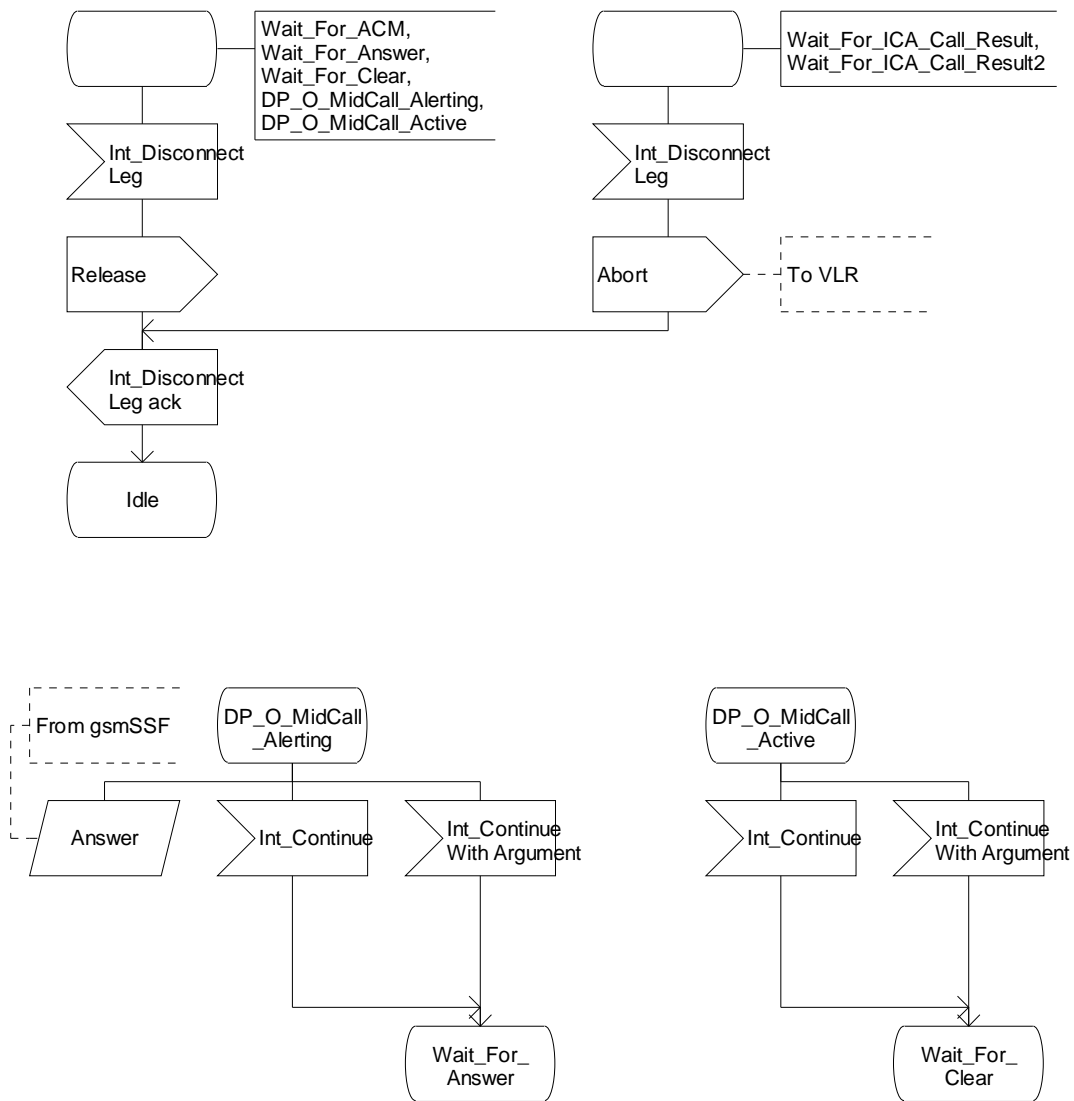 Wait_For_ACM,
Wait_For_Answer,
Wait_For_Clear,
DP_O_MidCall_Alerting,
DP_O_MidCall_Active
Int_Disconnect
Leg
Release
Int_Disconnect
Leg ack
Idle
Wait_For_ICA_Call_Result,
Wait_For_ICA_Call_Result2
Int_Disconnect
Leg
Abort
To VLR
From gsmSSF
DP_O_MidCall
_Alerting
Answer
Int_Continue
Int_Continue
With Argument
Wait_For_
Answer
DP_O_MidCall
_Active
Int_Continue
Int_Continue
With Argument
Wait_For_
Clear